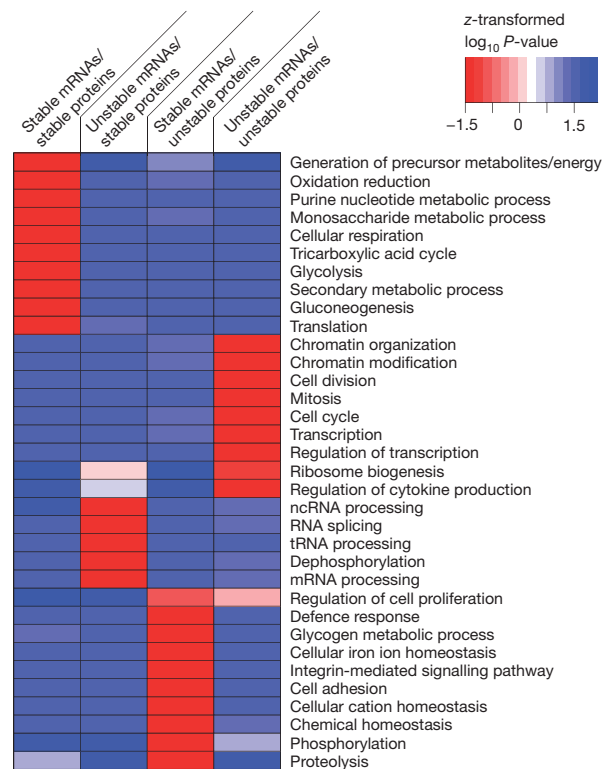 z-transformed
log10 P-value
−1.5 0 1.5
Stable mRNAs/
stable proteins
Unstable mRNAs/
stable proteins
Stable mRNAs/
unstable proteins
Unstable mRNAs/
unstable proteins
Generation of precursor metabolites/energy
Oxidation reduction
Purine nucleotide metabolic process
Monosaccharide metabolic process
Cellular respiration
Tricarboxylic acid cycle
Glycolysis
Secondary metabolic process
Gluconeogenesis
Translation
Chromatin organization
Chromatin modification
Cell division
Mitosis
Cell cycle
Transcription
Regulation of transcription
Ribosome biogenesis
Regulation of cytokine production
ncRNA processing
RNA splicing
tRNA processing
Dephosphorylation
mRNA processing
Regulation of cell proliferation
Defence response
Glycogen metabolic process
Cellular iron ion homeostasis
Integrin-mediated signalling pathway
Cell adhesion
Cellular cation homeostasis
Chemical homeostasis
Phosphorylation
Proteolysis